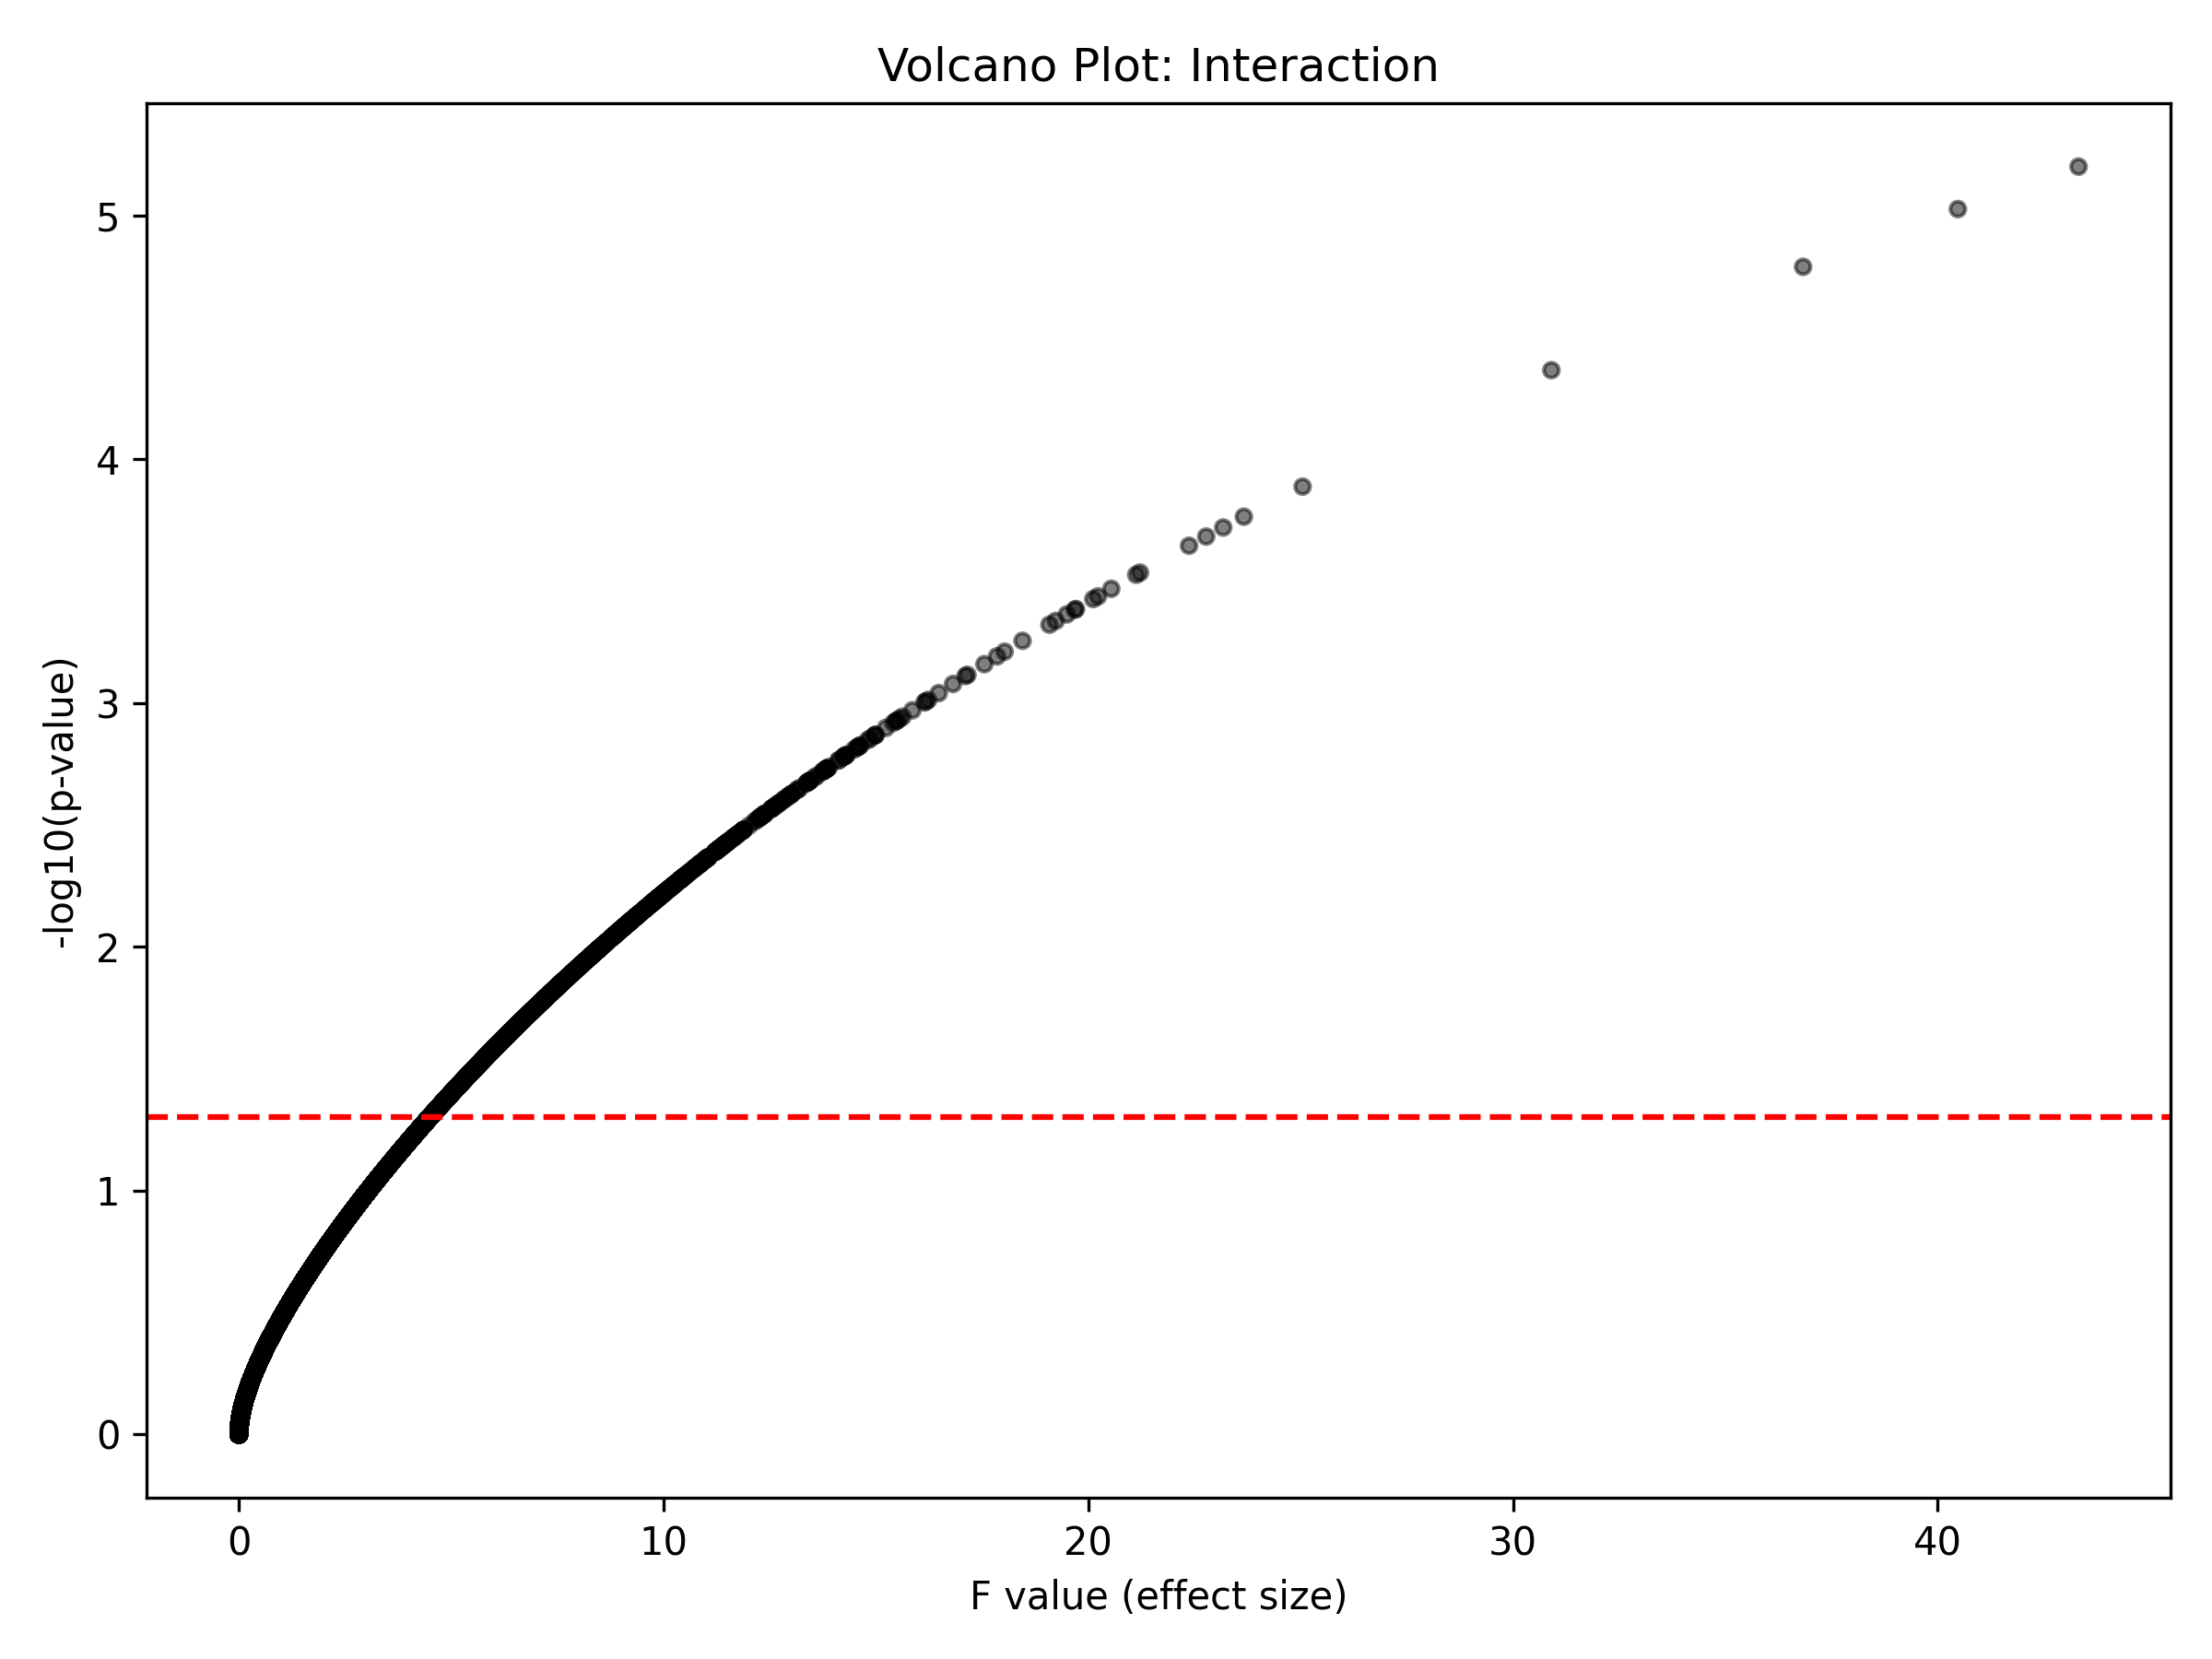 Volcano Plot: Interaction
-log10(p-value)
5
4
3
2
1
0
0 10 20 30 40
F value (effect size)